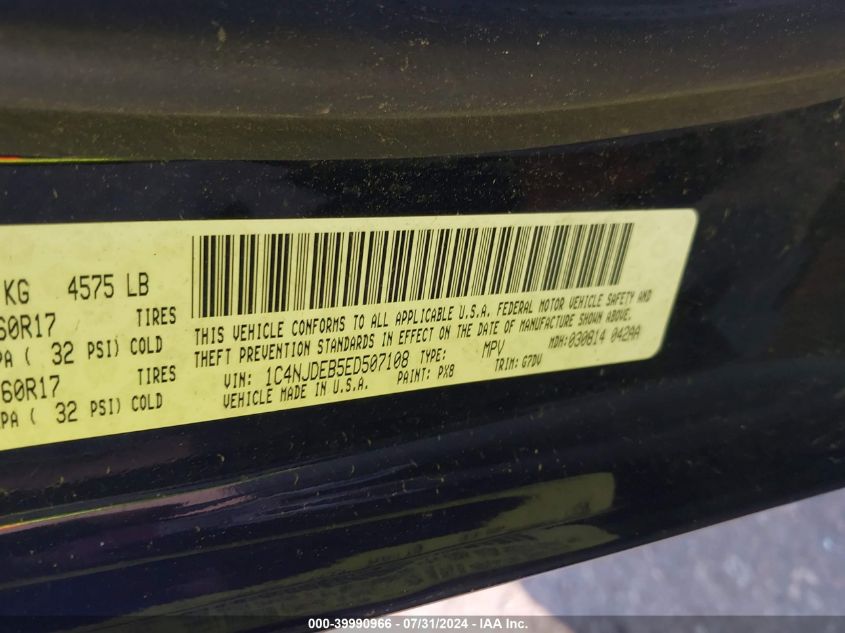 KG 4575 LB
60R17 TIRES
PA ( 32 PSI) COLD
60R17 TIRES
PA ( 32 PSI) COLD
THIS VEHICLE CONFORMS TO ALL APPLICABLE U.S.A. FEDERAL MOTOR VEHICLE SAFETY AND
THEFT PREVENTION STANDARDS IN EFFECT ON THE DATE OF MANUFACTURE SHOWN ABOVE.
VIN: 1C4NJDEB5ED507108 TYPE: MPV MDH:030814 042AA
VEHICLE MADE IN U.S.A. PAINT: PX8 TRIM: G7DV
000-39990966 - 07/31/2024 - IAA Inc.